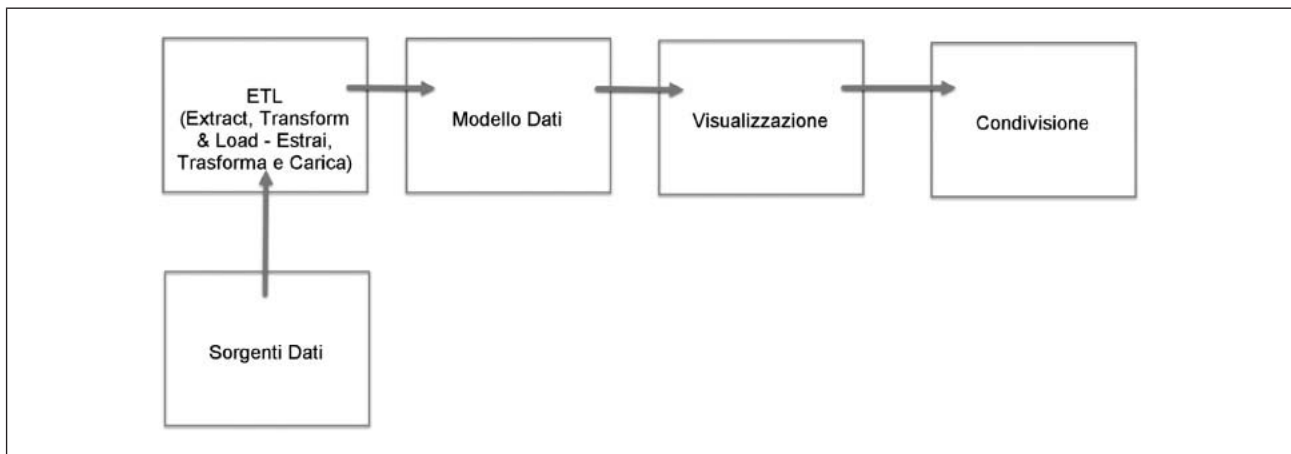 ETL
(Extract, Transform
& Load - Estrai,
Trasforma e Carica)
Modello Dati
Visualizzazione
Condivisione
Sorgenti Dati